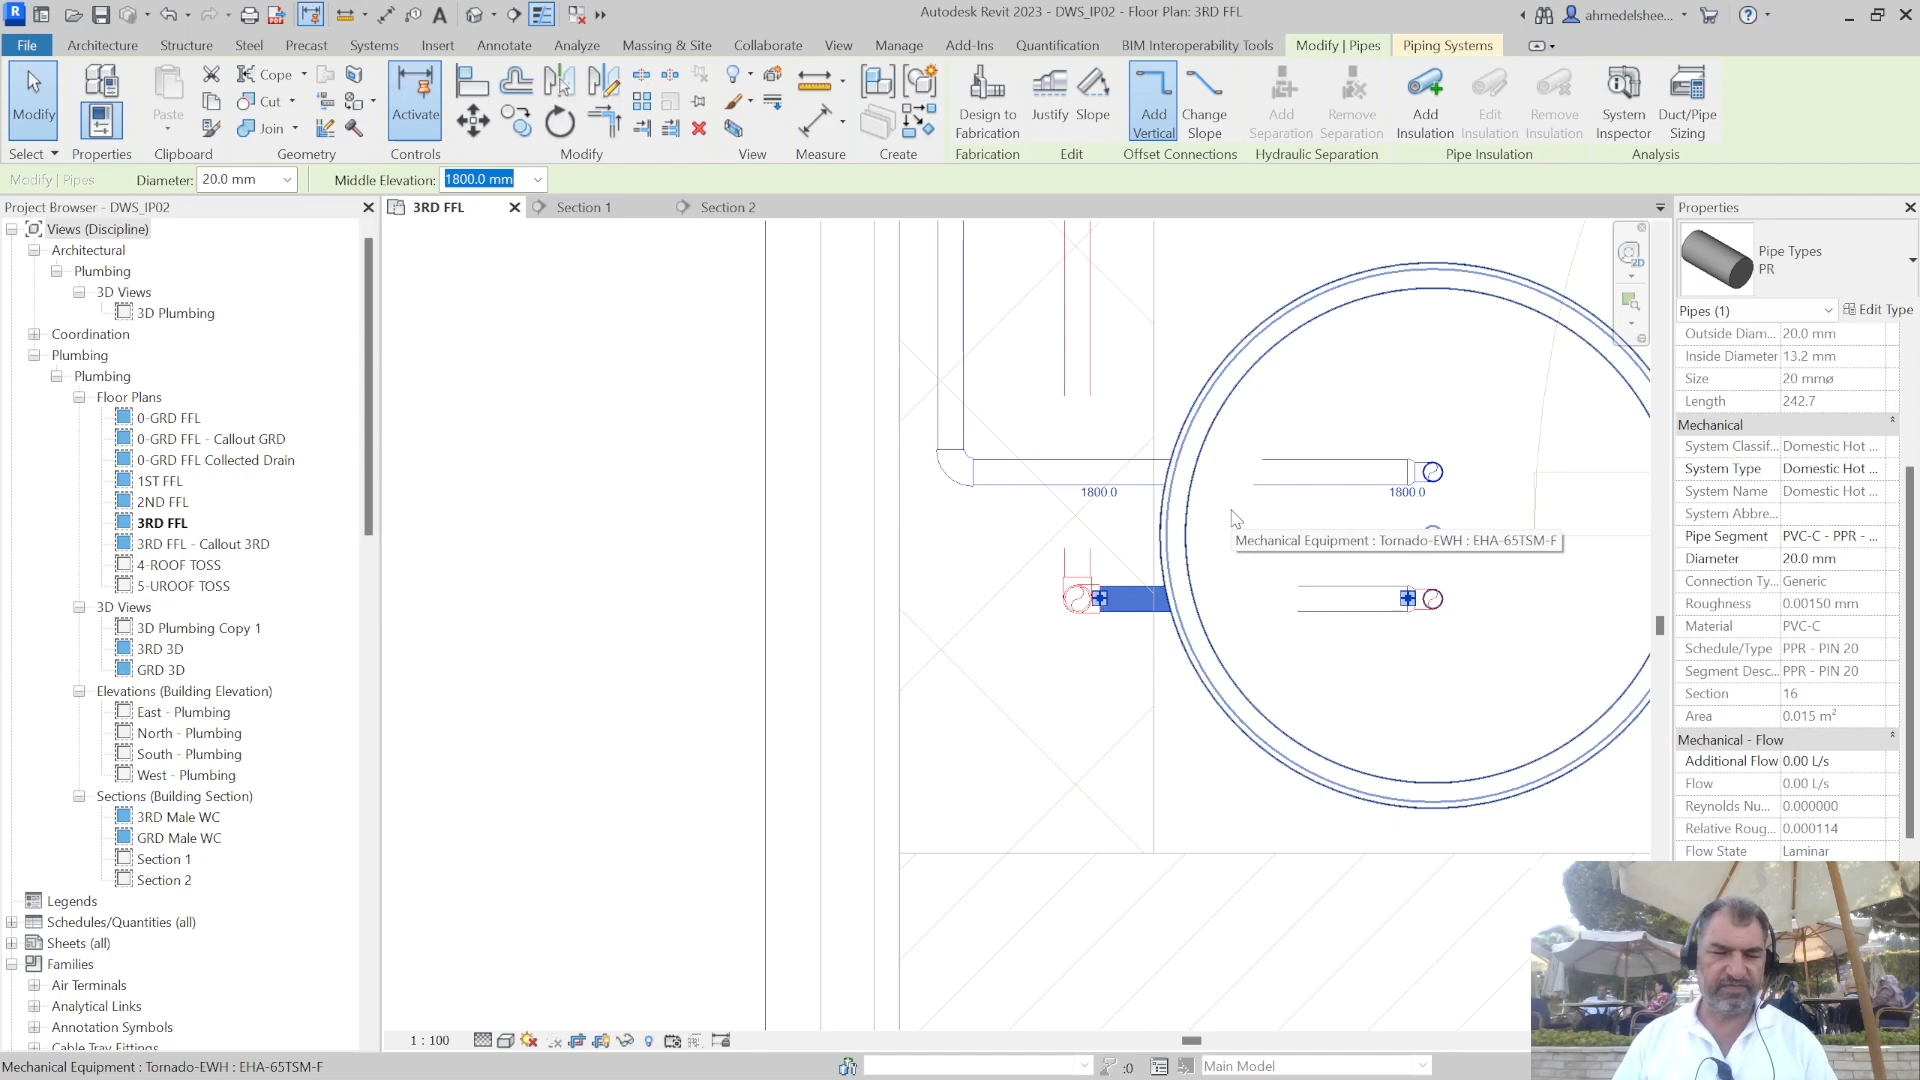 Autodesk Revit 2023 - DWS_IP02 - Floor Plan: 3RD FFL
ahmedelshee...
File
Architecture
Structure
Steel
Precast
Systems
Insert
Annotate
Analyze
Massing & Site
Collaborate
View
Manage
Add-Ins
Quantification
BIM Interoperability Tools
Modify | Pipes
Piping Systems
Modify
Paste
Cope
Cut
Join
Activate
Design to
Fabrication
Justify
Slope
Add
Vertical
Change
Slope
Add
Separation
Remove
Separation
Add
Insulation
Edit
Insulation
Remove
Insulation
System
Inspector
Duct/Pipe
Sizing
Select
Properties
Clipboard
Geometry
Controls
Modify
View
Measure
Create
Fabrication
Edit
Offset Connections
Hydraulic Separation
Pipe Insulation
Analysis
Modify | Pipes
Diameter: 20.0 mm
Middle Elevation: 1800.0 mm
Project Browser - DWS_IP02
3RD FFL
Section 1
Section 2
Properties
Views (Discipline)
Architectural
Plumbing
3D Views
3D Plumbing
Coordination
Plumbing
Plumbing
Floor Plans
0-GRD FFL
0-GRD FFL - Callout GRD
0-GRD FFL Collected Drain
1ST FFL
2ND FFL
3RD FFL
3RD FFL - Callout 3RD
4-ROOF TOSS
5-UROOF TOSS
3D Views
3D Plumbing Copy 1
3RD 3D
GRD 3D
Elevations (Building Elevation)
East - Plumbing
North - Plumbing
South - Plumbing
West - Plumbing
Sections (Building Section)
3RD Male WC
GRD Male WC
Section 1
Section 2
Legends
Schedules/Quantities (all)
Sheets (all)
Families
Air Terminals
Analytical Links
Annotation Symbols
Cable Tray Fittings
2D
1800.0
1800.0
Mechanical Equipment : Tornado-EWH : EHA-65TSM-F
Pipe Types
PR
Pipes (1)
Edit Type
Outside Diam... 20.0 mm
Inside Diameter 13.2 mm
Size 20 mmø
Length 242.7
Mechanical
System Classif... Domestic Hot ...
System Type Domestic Hot ...
System Name Domestic Hot ...
System Abbre...
Pipe Segment PVC-C - PPR - ...
Diameter 20.0 mm
Connection Ty... Generic
Roughness 0.00150 mm
Material PVC-C
Schedule/Type PPR - PIN 20
Segment Desc... PPR - PIN 20
Section 16
Area 0.015 m²
Mechanical - Flow
Additional Flow 0.00 L/s
Flow 0.00 L/s
Reynolds Nu... 0.000000
Relative Roug... 0.000114
Flow State Laminar
1 : 100
Mechanical Equipment : Tornado-EWH : EHA-65TSM-F
:0
Main Model